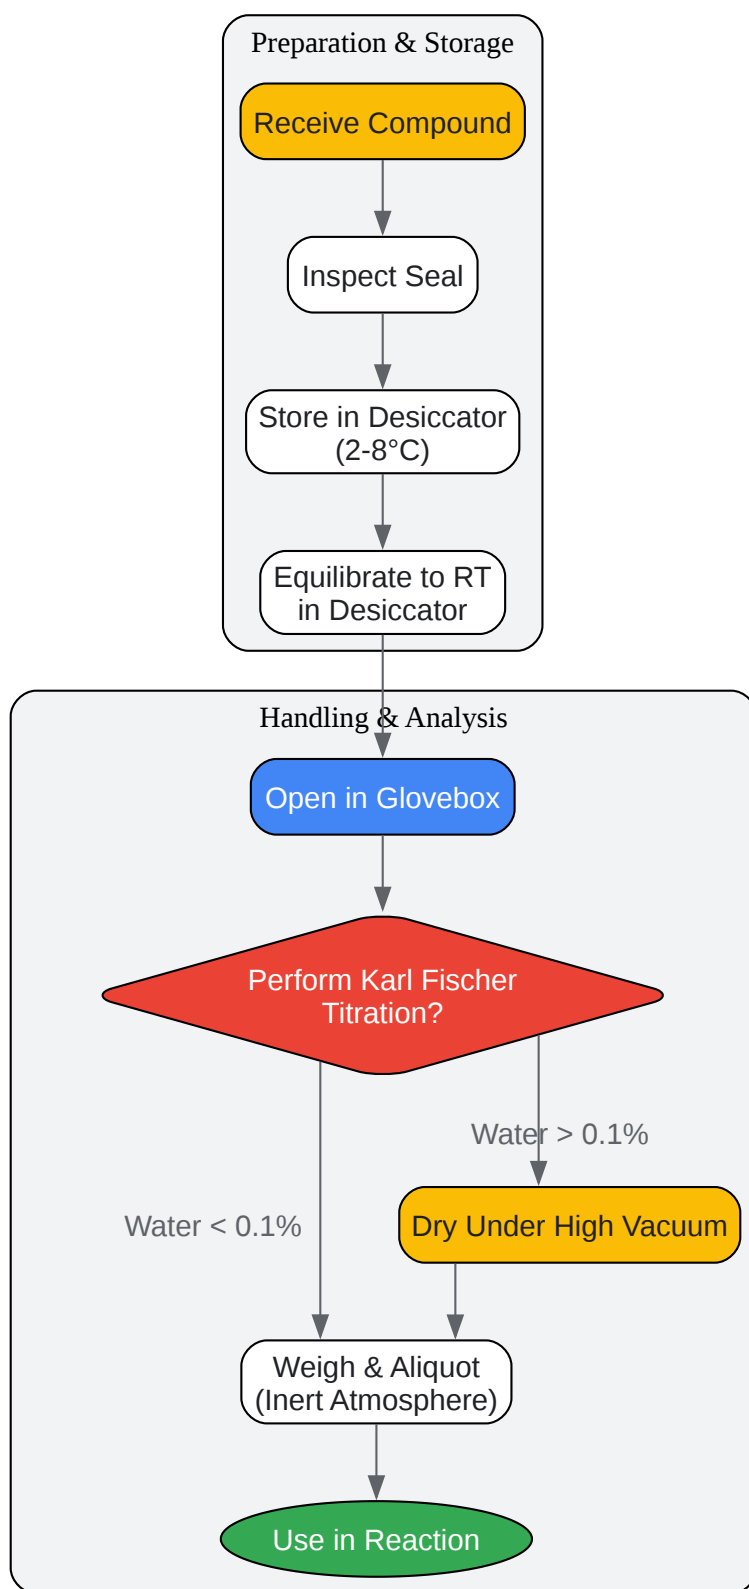 Preparation & Storage
Receive Compound
Inspect Seal
Store in Desiccator
(2-8°C)
Equilibrate to RT
in Desiccator
Handling & Analysis
Open in Glovebox
Perform Karl Fischer
Titration?
Water > 0.1%
Water < 0.1%
Dry Under High Vacuum
Weigh & Aliquot
(Inert Atmosphere)
Use in Reaction